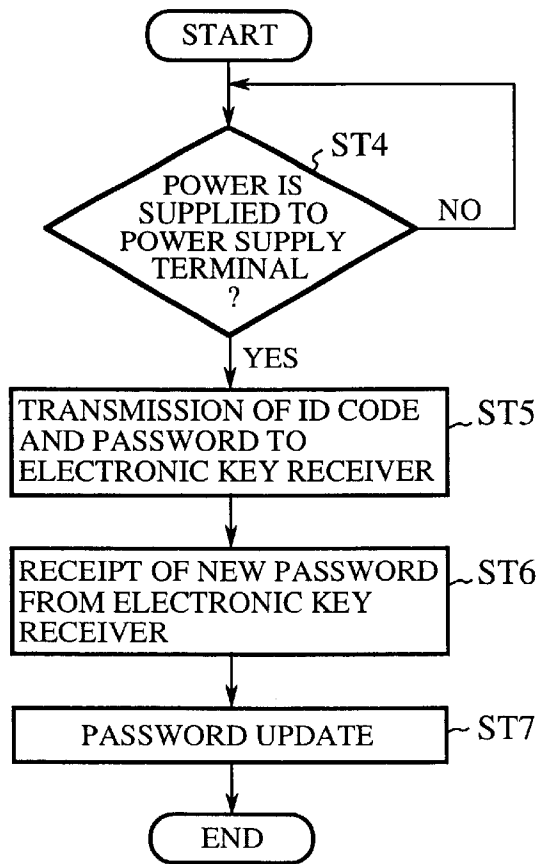 START
ST4
POWER IS
SUPPLIED TO
POWER SUPPLY
TERMINAL
?
NO
YES
TRANSMISSION OF ID CODE
AND PASSWORD TO
ELECTRONIC KEY RECEIVER
ST5
RECEIPT OF NEW PASSWORD
FROM ELECTRONIC KEY
RECEIVER
ST6
PASSWORD UPDATE
ST7
END